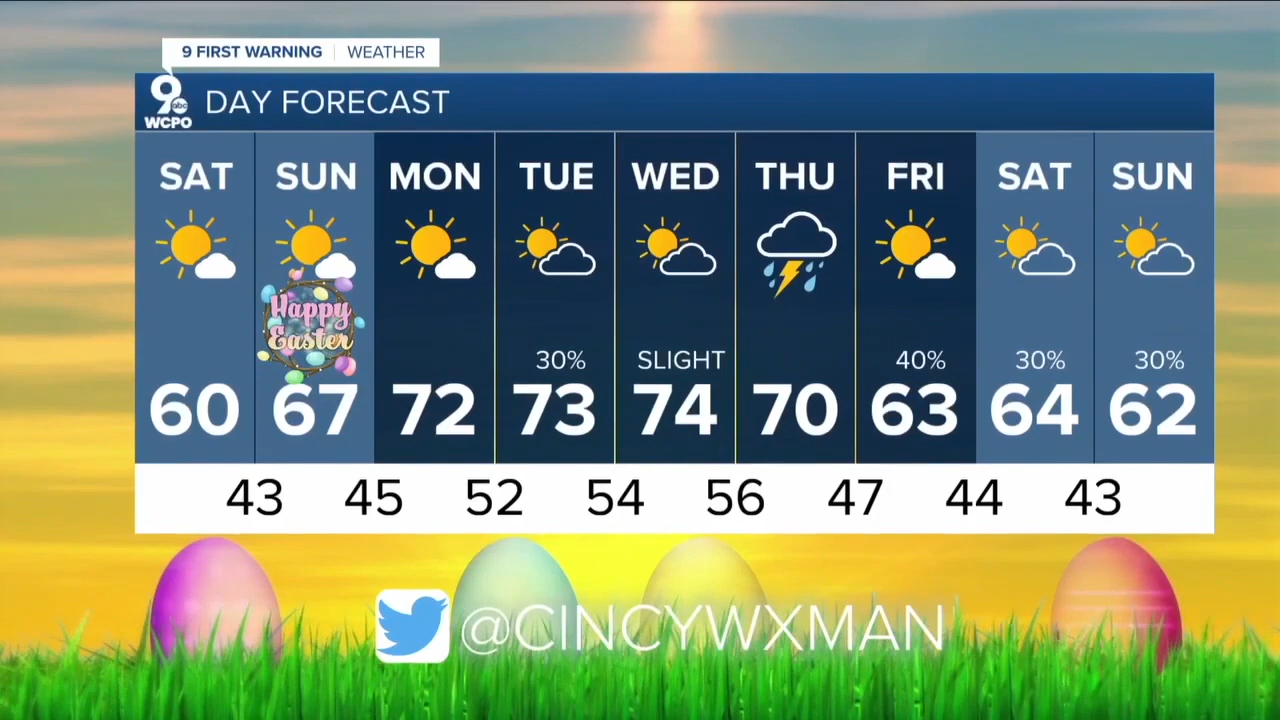 9 FIRST WARNING | WEATHER
9 abc WCPO DAY FORECAST
SAT SUN MON TUE WED THU FRI SAT SUN
Happy
Easter
30% SLIGHT 40% 30% 30%
60 67 72 73 74 70 63 64 62
43 45 52 54 56 47 44 43
@CINCYWXMAN